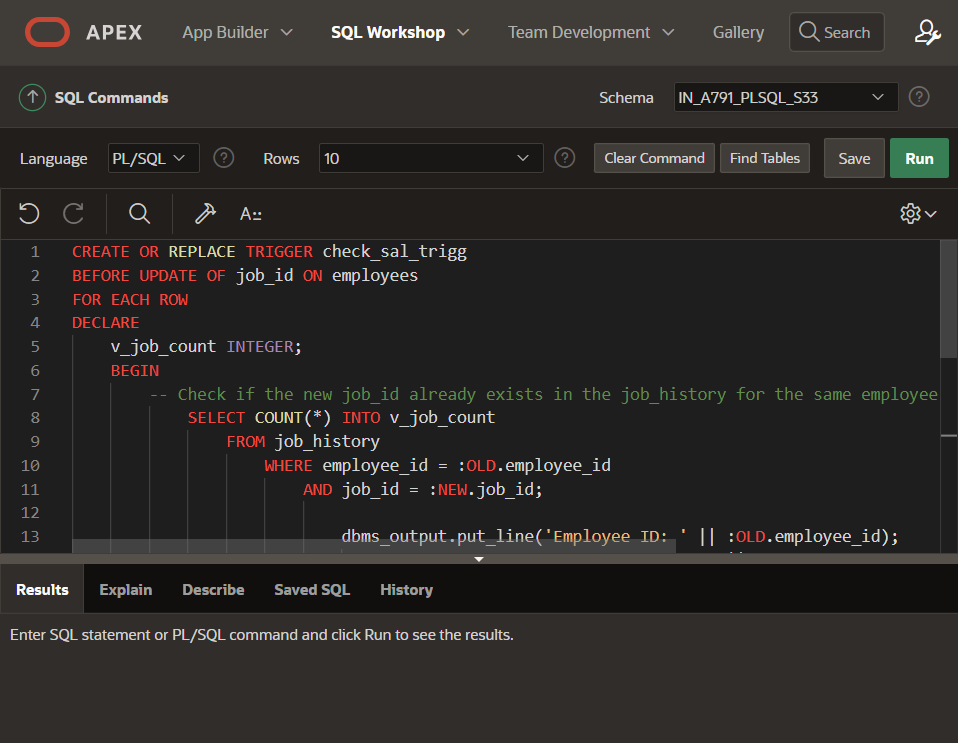 APEX App Builder SQL Workshop Team Development Gallery Search
SQL Commands Schema IN_A791_PLSQL_S33 ?
Language PL/SQL ? Rows 10 ? Clear Command Find Tables Save Run
A::
1 CREATE OR REPLACE TRIGGER check_sal_trigg
2 BEFORE UPDATE OF job_id ON employees
3 FOR EACH ROW
4 DECLARE
5 v_job_count INTEGER;
6 BEGIN
7 -- Check if the new job_id already exists in the job_history for the same employee
8 SELECT COUNT(*) INTO v_job_count
9 FROM job_history
10 WHERE employee_id = :OLD.employee_id
11 AND job_id = :NEW.job_id;
12
13 dbms_output.put_line('Employee ID: ' || :OLD.employee_id);
Results Explain Describe Saved SQL History
Enter SQL statement or PL/SQL command and click Run to see the results.